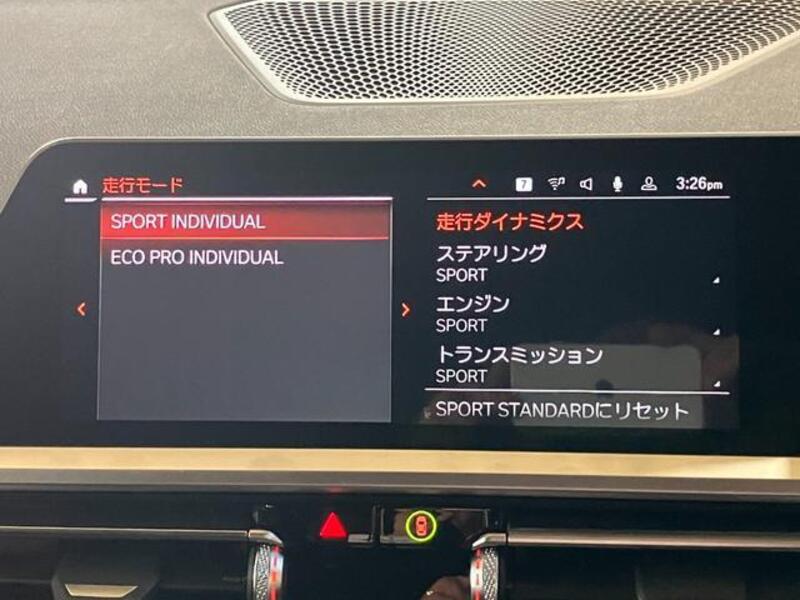 走行モード
7
3:26pm
SPORT INDIVIDUAL
ECO PRO INDIVIDUAL
走行ダイナミクス
ステアリング
SPORT
エンジン
SPORT
トランスミッション
SPORT
SPORT STANDARDにリセット